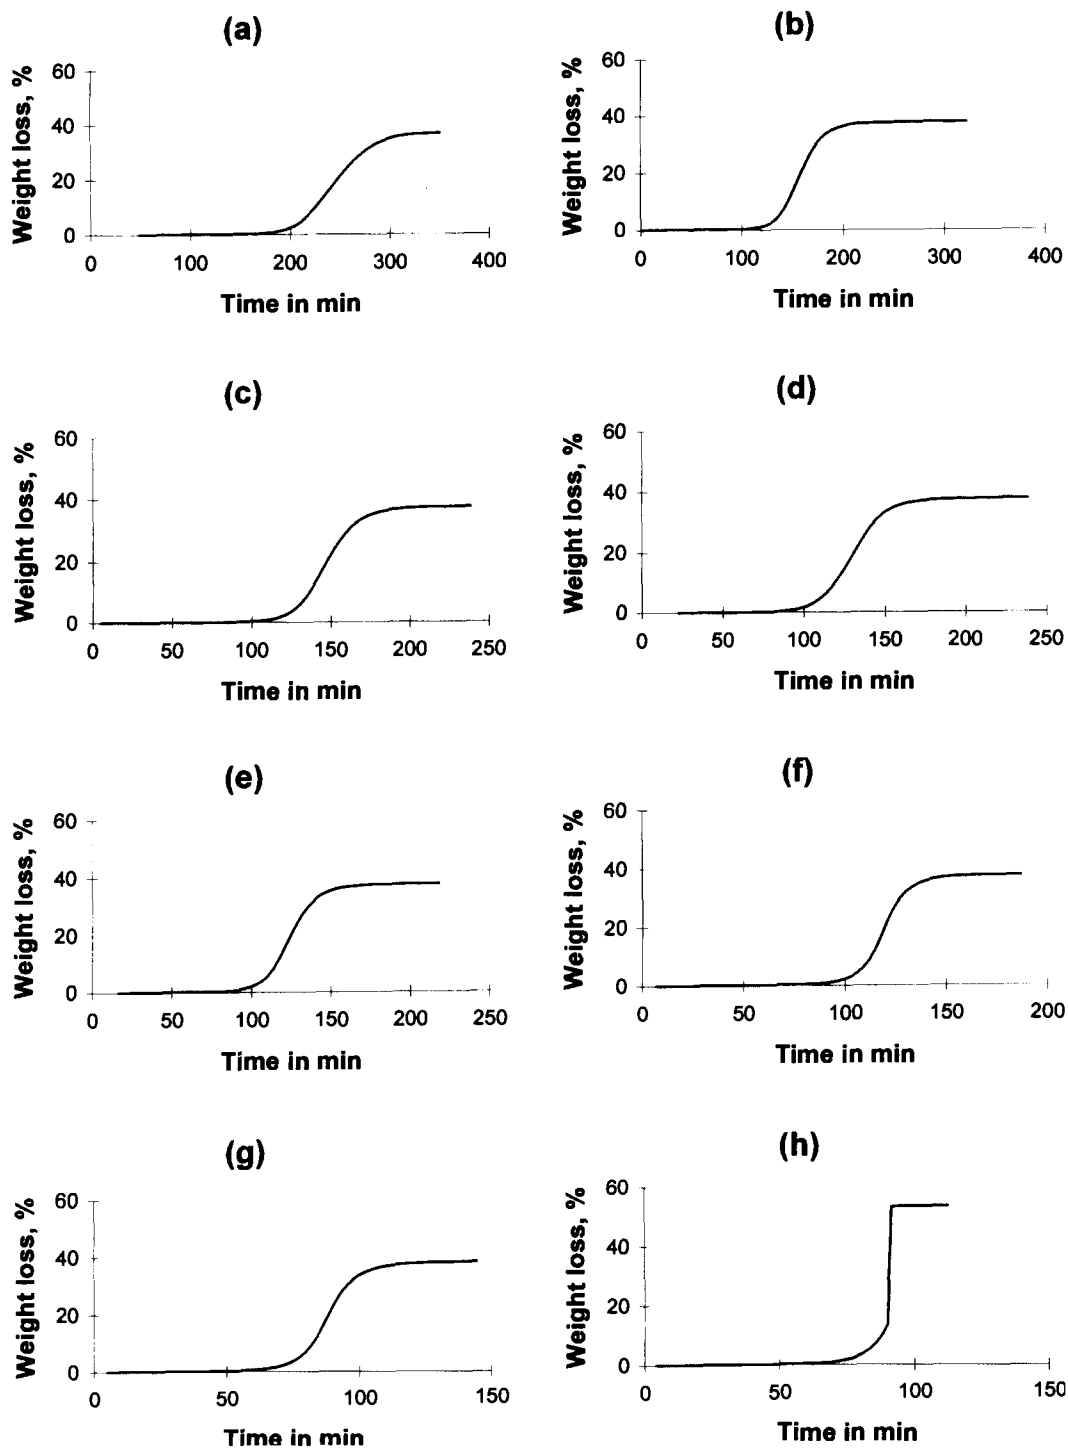 (a)
Weight loss, %
60
40
20
0
0 100 200 300 400
Time in min
(b)
Weight loss, %
60
40
20
0
0 100 200 300 400
Time in min
(c)
Weight loss, %
60
40
20
0
0 50 100 150 200 250
Time in min
(d)
Weight loss, %
60
40
20
0
0 50 100 150 200 250
Time in min
(e)
Weight loss, %
60
40
20
0
0 50 100 150 200 250
Time in min
(f)
Weight loss, %
60
40
20
0
0 50 100 150 200
Time in min
(g)
Weight loss, %
60
40
20
0
0 50 100 150
Time in min
(h)
Weight loss, %
60
40
20
0
0 50 100 150
Time in min